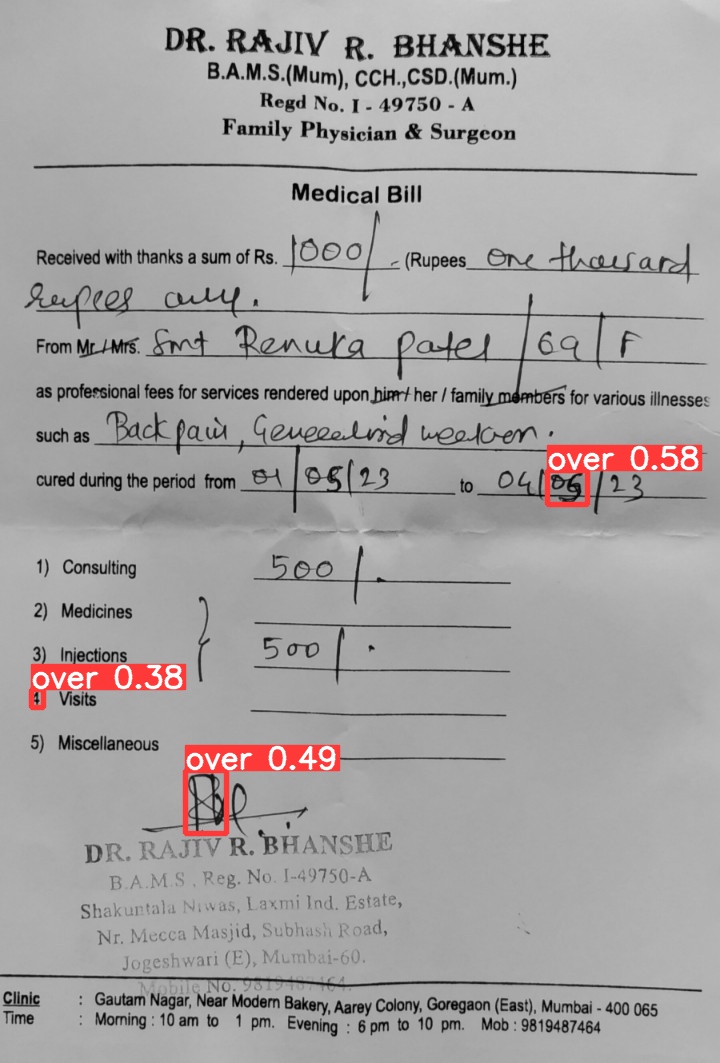 DR. RAJIV R. BHANSHE
B.A.M.S.(Mum), CCH.,CSD.(Mum.)
Regd No. I - 49750 - A
Family Physician & Surgeon
Medical Bill
Received with thanks a sum of Rs. 1000/- (Rupees One thousand
rupees only.
From Mr./Mrs. Smt Renuka Patel / 69 / F
as professional fees for services rendered upon him / her / family members for various illnesses
such as Back pain,
over 0.58
cured during the period from 01/05/23 to 04/05/23
1) Consulting 500/.
2) Medicines
3) Injections 500/.
over 0.38
4 Visits
5) Miscellaneous
over 0.49
DR. RAJIV R. BHANSHE
B.A.M.S., Reg. No. I-49750-A
Shakuntala Niwas, Laxmi Ind. Estate,
Nr. Mecca Masjid, Subhash Road,
Jogeshwari (E), Mumbai-60.
Mobile No. 9819487464.
Clinic : Gautam Nagar, Near Modern Bakery, Aarey Colony, Goregaon (East), Mumbai - 400 065
Time : Morning : 10 am to 1 pm. Evening : 6 pm to 10 pm. Mob : 9819487464